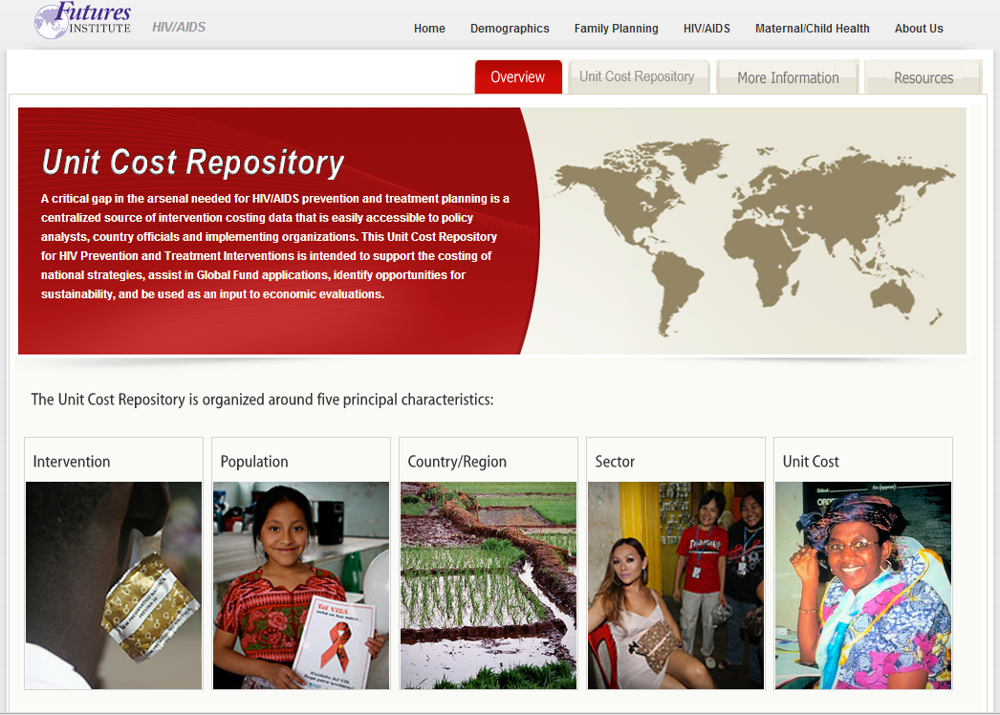 Futures
INSTITUTE
HIV/AIDS
Home Demographics Family Planning HIV/AIDS Maternal/Child Health About Us
Overview Unit Cost Repository More Information Resources
Unit Cost Repository
A critical gap in the arsenal needed for HIV/AIDS prevention and treatment planning is a
centralized source of intervention costing data that is easily accessible to policy
analysts, country officials and implementing organizations. This Unit Cost Repository
for HIV Prevention and Treatment Interventions is intended to support the costing of
national strategies, assist in Global Fund applications, identify opportunities for
sustainability, and be used as an input to economic evaluations.
The Unit Cost Repository is organized around five principal characteristics:
Intervention
Population
Country/Region
Sector
Unit Cost
VIDA